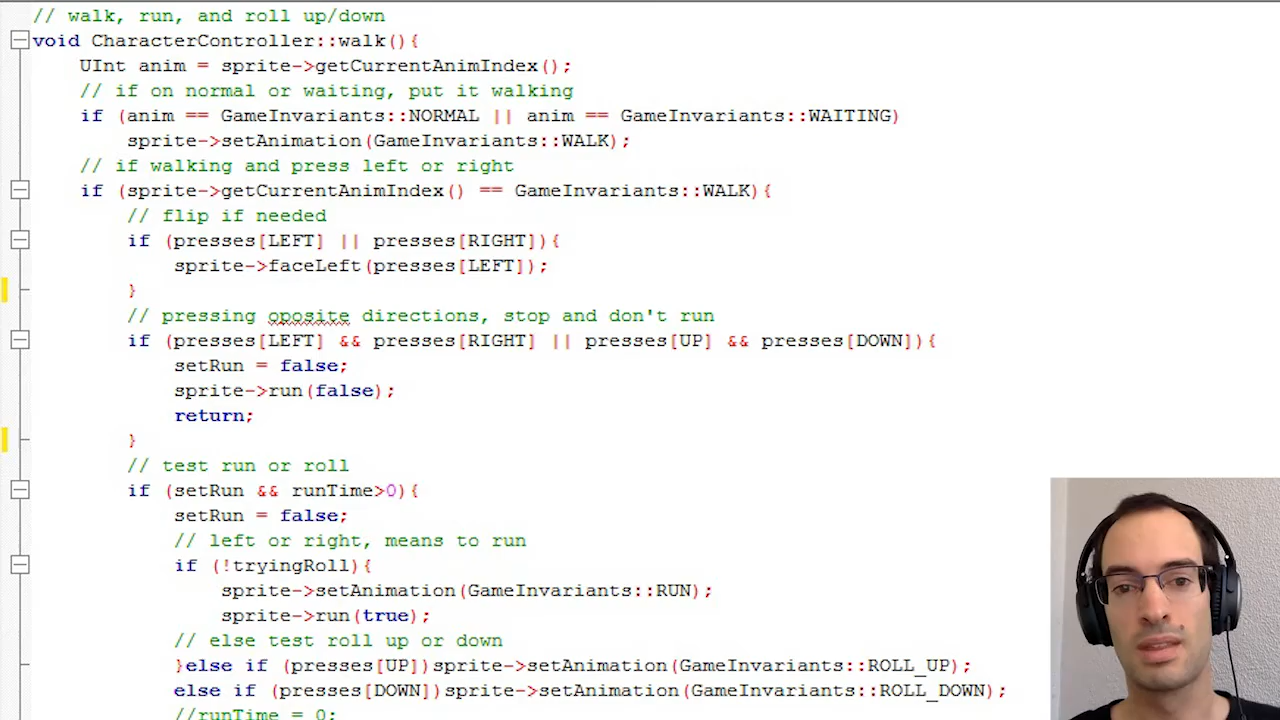 // walk, run, and roll up/down
void CharacterController::walk(){
UInt anim = sprite->getCurrentAnimIndex();
// if on normal or waiting, put it walking
if (anim == GameInvariants::NORMAL || anim == GameInvariants::WAITING)
sprite->setAnimation(GameInvariants::WALK);
// if walking and press left or right
if (sprite->getCurrentAnimIndex() == GameInvariants::WALK){
// flip if needed
if (presses[LEFT] || presses[RIGHT]){
sprite->faceLeft(presses[LEFT]);
}
// pressing oposite directions, stop and don't run
if (presses[LEFT] && presses[RIGHT] || presses[UP] && presses[DOWN]){
setRun = false;
sprite->run(false);
return;
}
// test run or roll
if (setRun && runTime>0){
setRun = false;
// left or right, means to run
if (!tryingRoll){
sprite->setAnimation(GameInvariants::RUN);
sprite->run(true);
// else test roll up or down
}else if (presses[UP])sprite->setAnimation(GameInvariants::ROLL_UP);
else if (presses[DOWN])sprite->setAnimation(GameInvariants::ROLL_DOWN);
//runTime = 0;